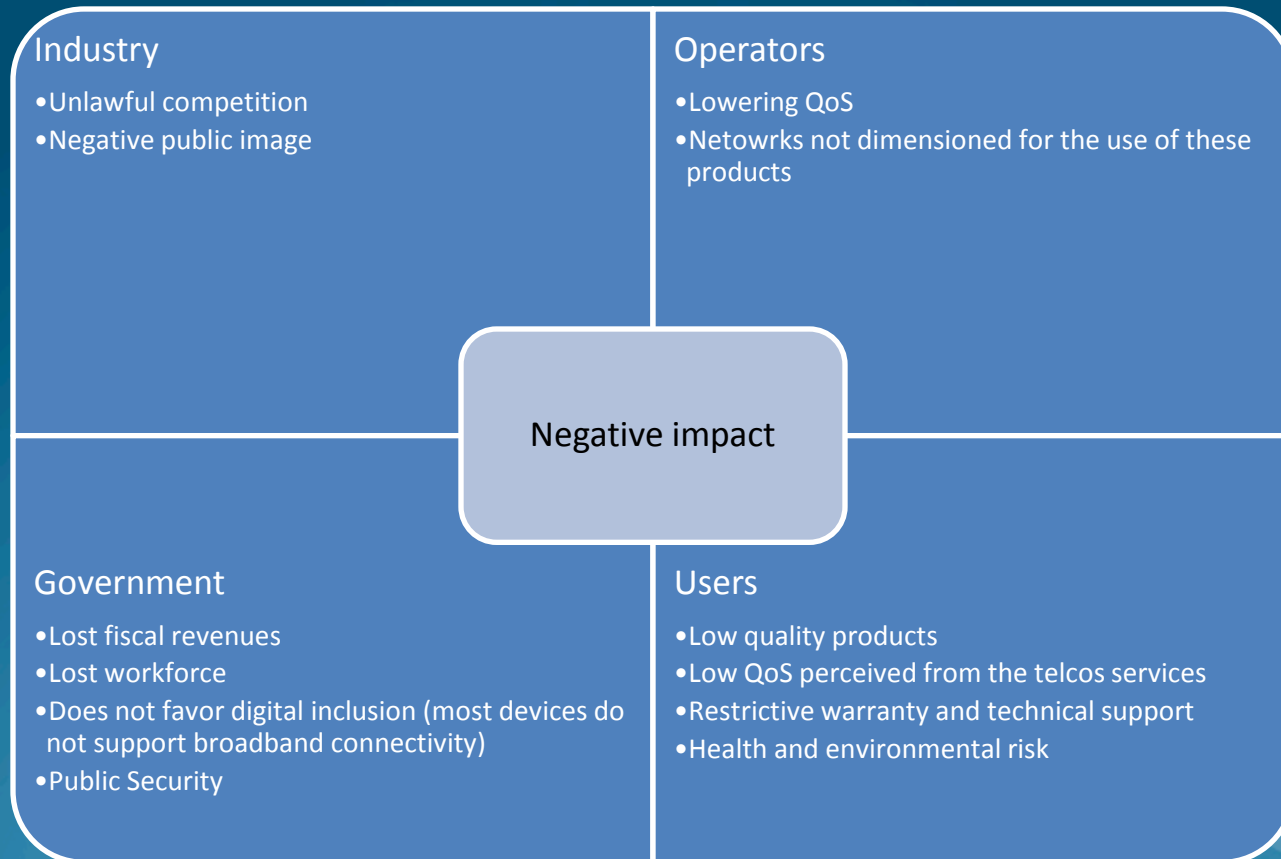 Industry
•Unlawful competition
•Negative public image
Operators
•Lowering QoS
•Netowrks not dimensioned for the use of these
products
Negative impact
Government
•Lost fiscal revenues
•Lost workforce
•Does not favor digital inclusion (most devices do
not support broadband connectivity)
•Public Security
Users
•Low quality products
•Low QoS perceived from the telcos services
•Restrictive warranty and technical support
•Health and environmental risk